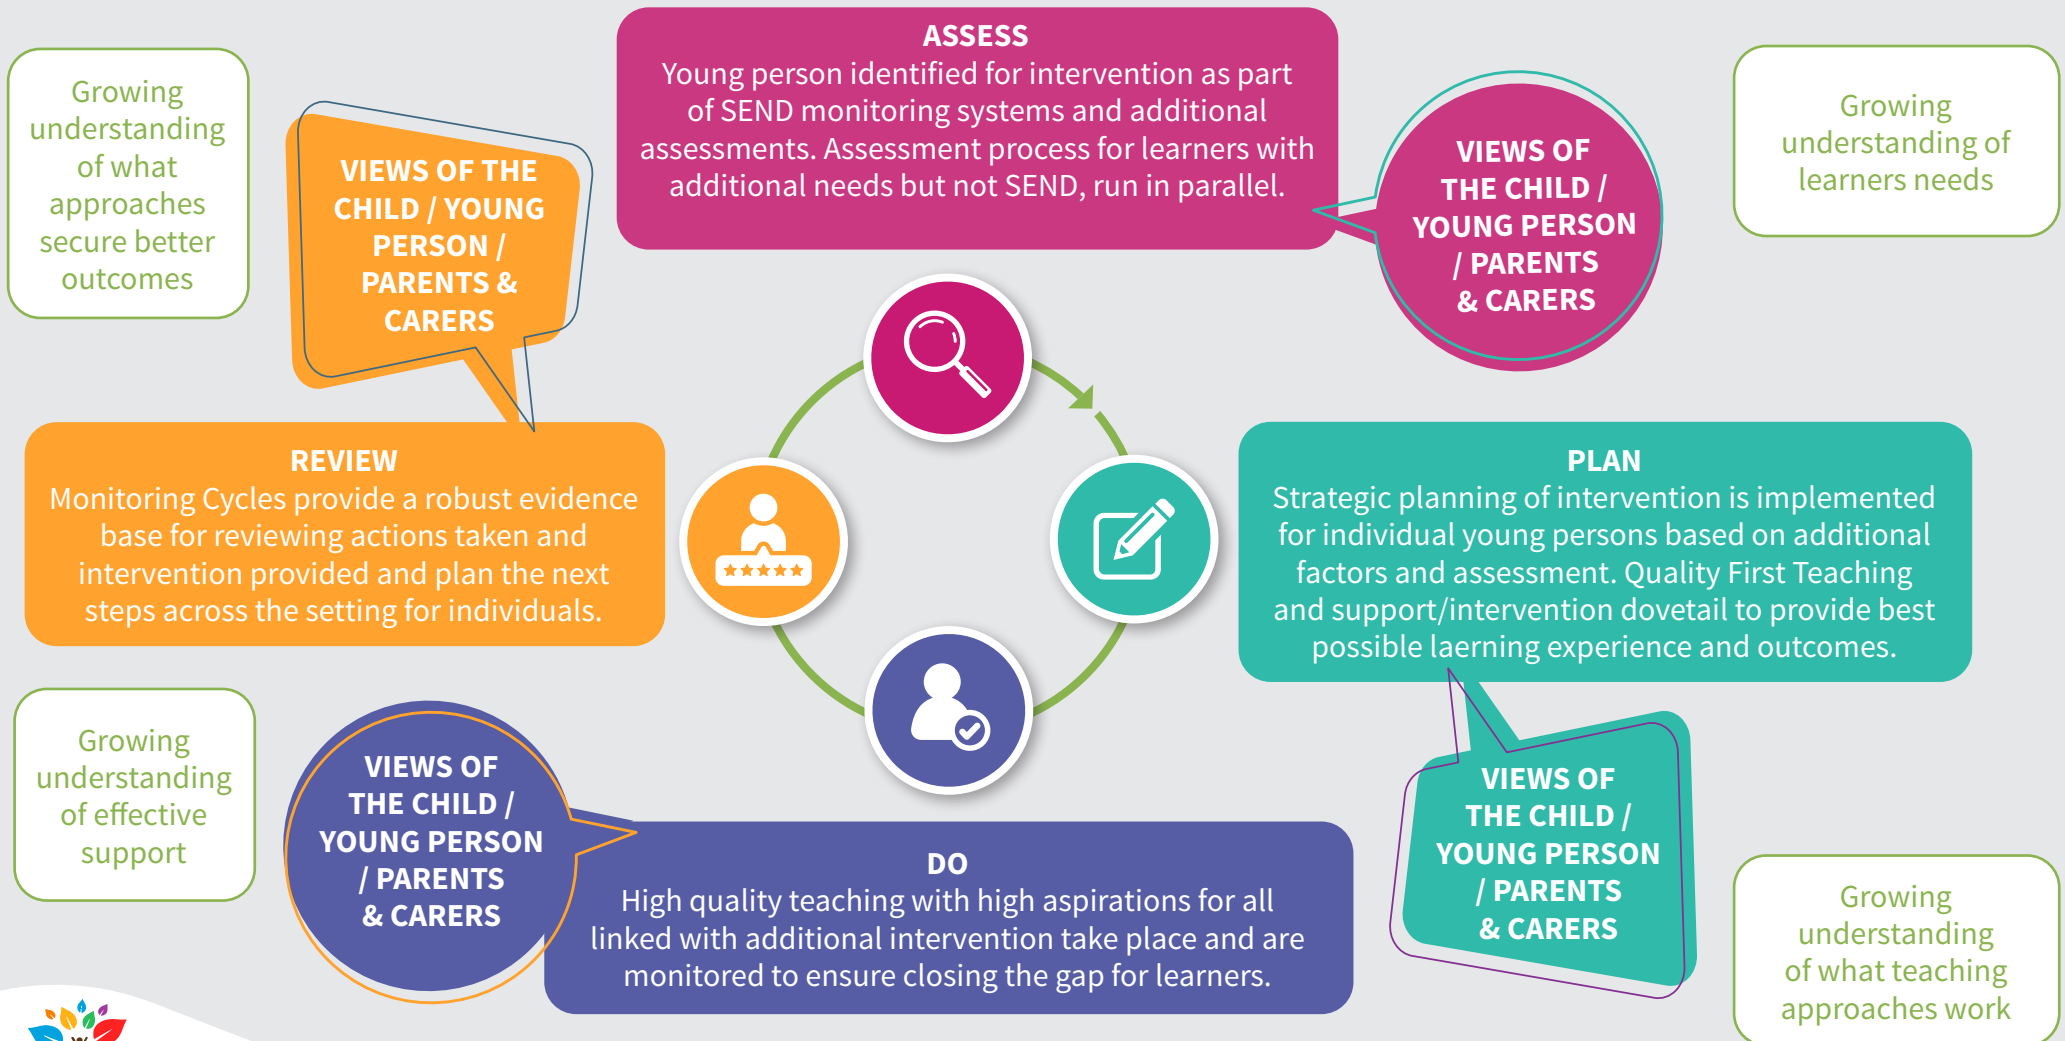 Growing
understanding
of what
approaches
secure better
outcomes
VIEWS OF THE
CHILD / YOUNG
PERSON /
PARENTS &
CARERS
ASSESS
Young person identified for intervention as part
of SEND monitoring systems and additional
assessments. Assessment process for learners with
additional needs but not SEND, run in parallel.
VIEWS OF
THE CHILD /
YOUNG PERSON
/ PARENTS
& CARERS
Growing
understanding of
learners needs
REVIEW
Monitoring Cycles provide a robust evidence
base for reviewing actions taken and
intervention provided and plan the next
steps across the setting for individuals.
PLAN
Strategic planning of intervention is implemented
for individual young persons based on additional
factors and assessment. Quality First Teaching
and support/intervention dovetail to provide best
possible laerning experience and outcomes.
Growing
understanding
of effective
support
VIEWS OF
THE CHILD /
YOUNG PERSON
/ PARENTS
& CARERS
DO
High quality teaching with high aspirations for all
linked with additional intervention take place and are
monitored to ensure closing the gap for learners.
VIEWS OF
THE CHILD /
YOUNG PERSON
/ PARENTS
& CARERS
Growing
understanding
of what teaching
approaches work